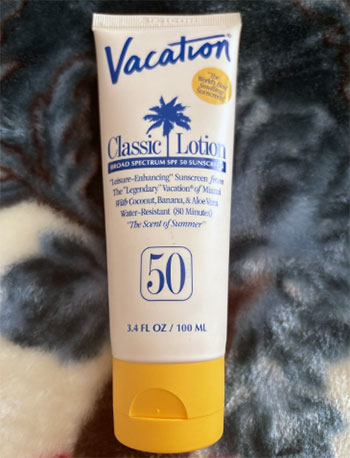 Vacation®
"The
World's Best
Smelling
Sunscreen"
Classic Lotion
BROAD SPECTRUM SPF 50 SUNSCREEN
"Leisure-Enhancing" Sunscreen from
The "Legendary" Vacation® of Miami
With Coconut, Banana, & Aloe Vera
Water-Resistant (80 Minutes)
"The Scent of Summer"
50
3.4 FL OZ / 100 ML